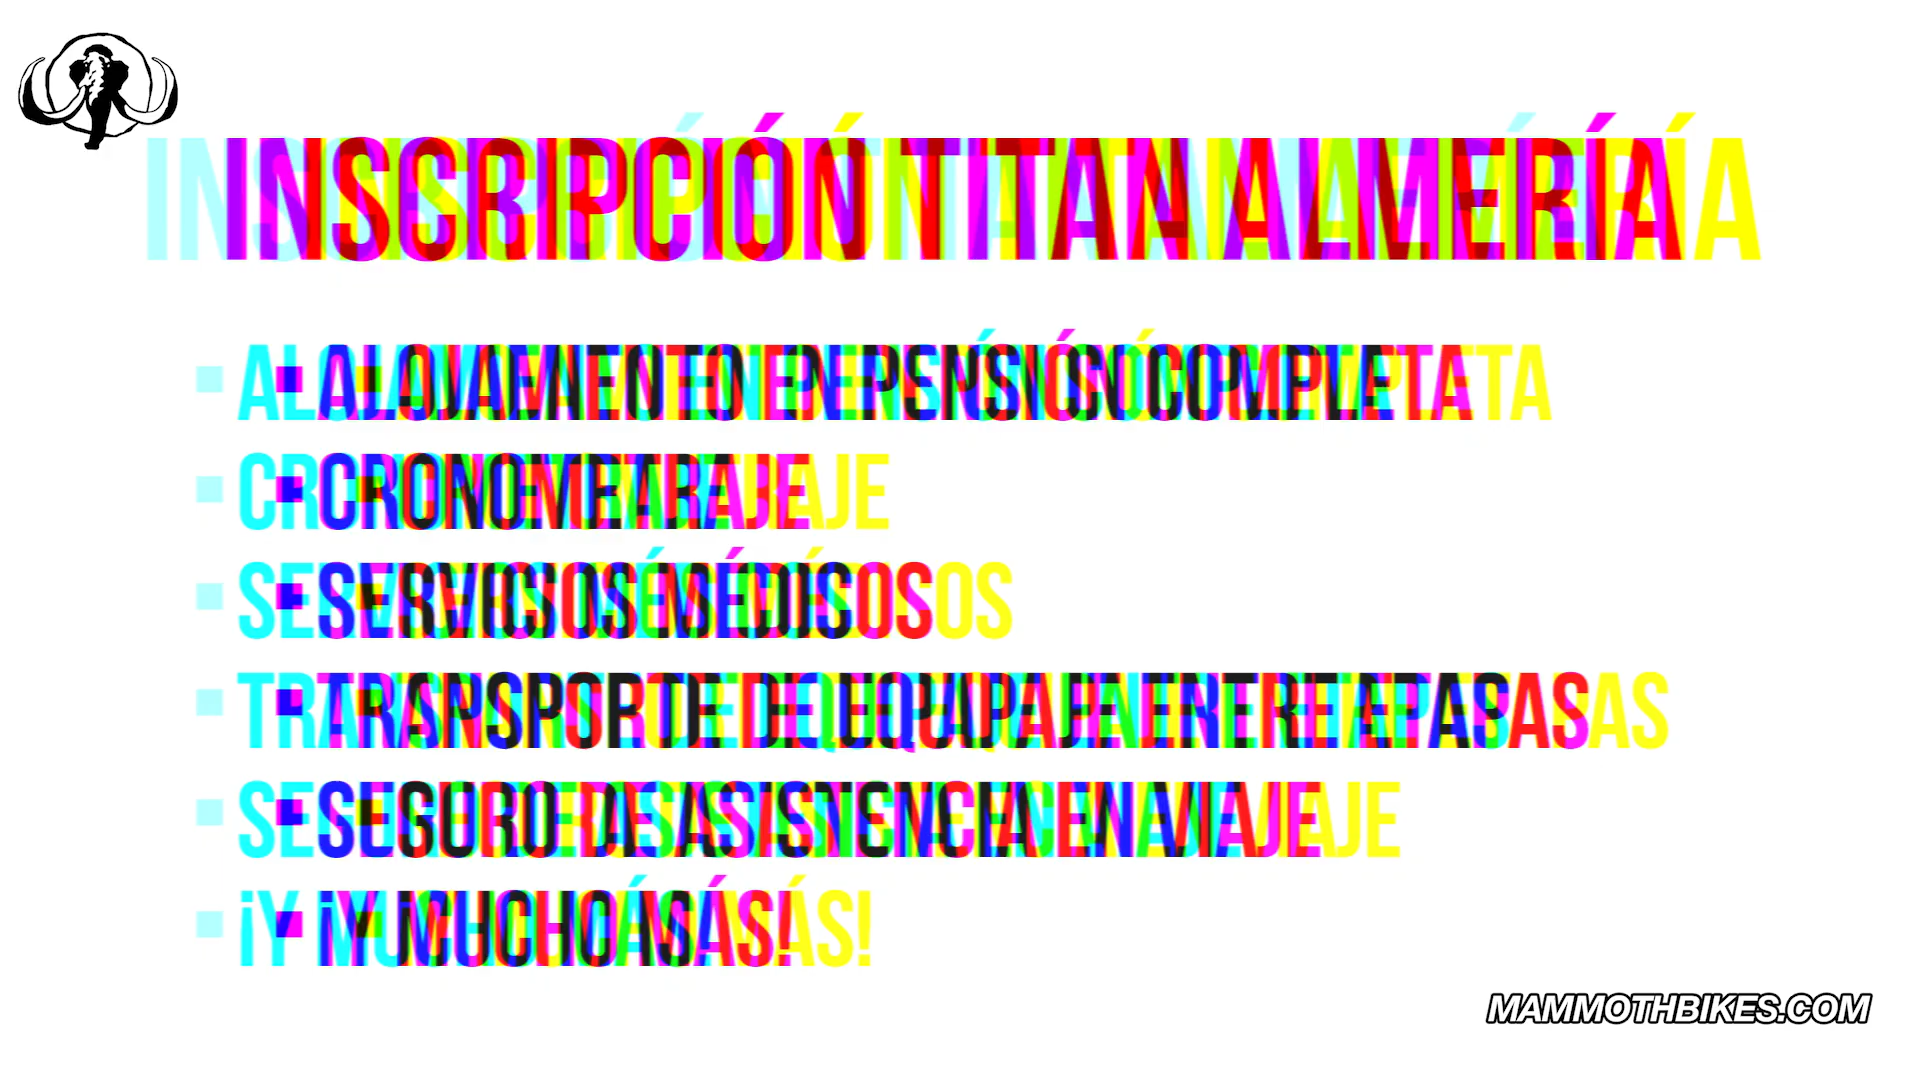 INSCRIPCIÓN TITAN ALMERÍA
ALOJAMIENTO EN PENSIÓN COMPLETA
CRONOMETRAJE
SERVICIOS MÉDICOS
TRANSPORTE DE EQUIPAJE ENTRE ETAPAS
SEGURO DE ASISTENCIA EN VIAJE
¡Y MUCHO MÁS!
MAMMOTHBIKES.COM